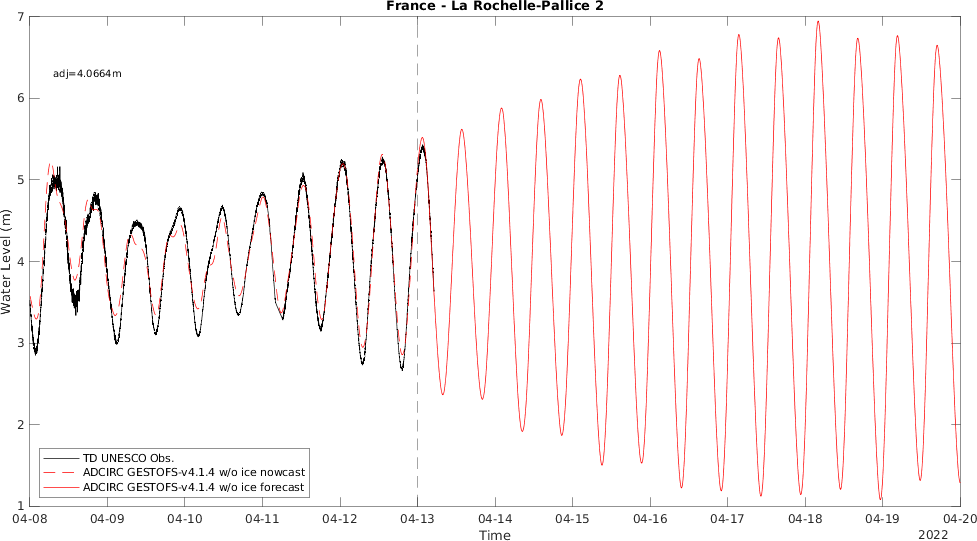 France - La Rochelle-Pallice 2
adj=4.0664m
Water Level (m)
7
6
5
4
3
2
1
TD UNESCO Obs.
ADCIRC GESTOFS-v4.1.4 w/o ice nowcast
ADCIRC GESTOFS-v4.1.4 w/o ice forecast
04-08 04-09 04-10 04-11 04-12 04-13 04-14 04-15 04-16 04-17 04-18 04-19 04-20
Time
2022